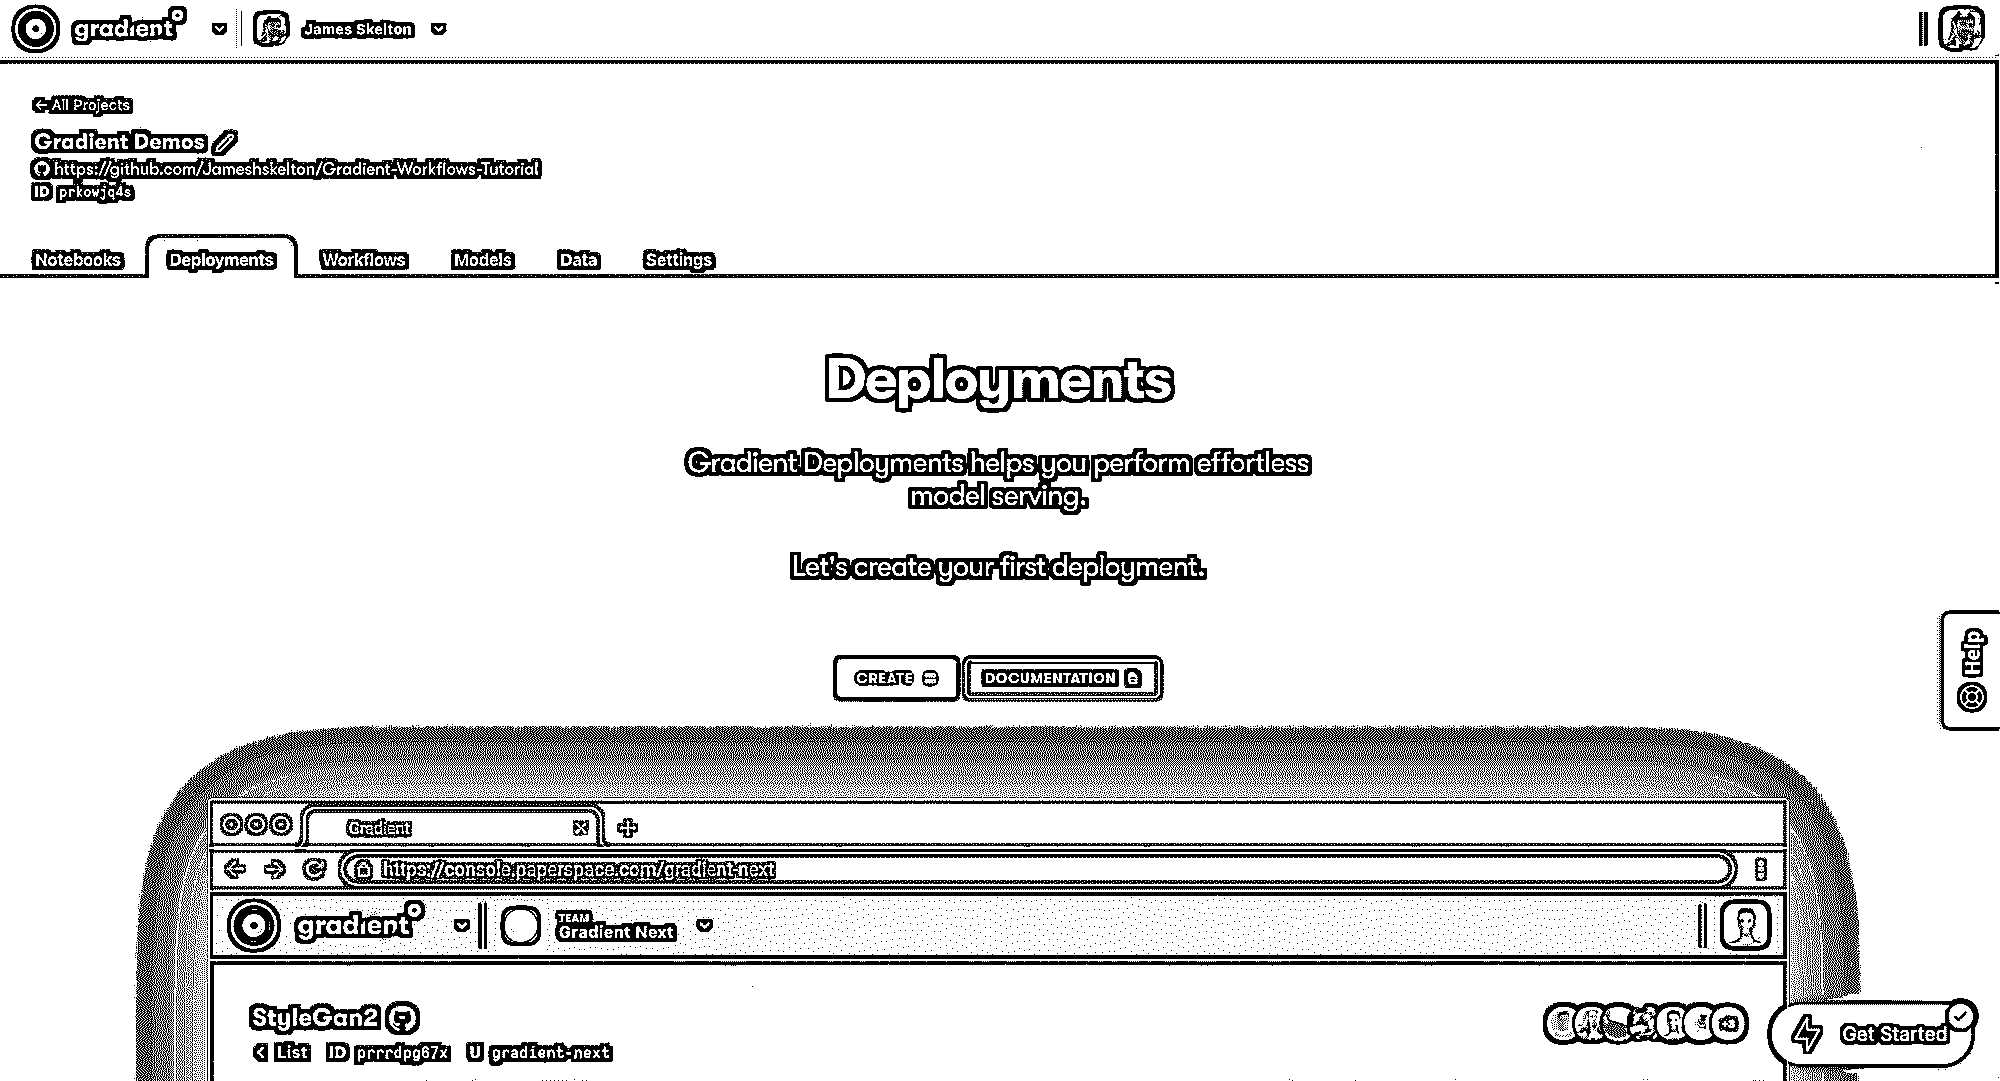 gradient
James Skelton
← All Projects
Gradient Demos
https://github.com/Jameshskelton/Gradient-Workflows-Tutorial
ID prkowjq4s
Notebooks Deployments Workflows Models Data Settings
Deployments
Gradient Deployments helps you perform effortless
model serving.
Let's create your first deployment.
CREATE DOCUMENTATION
Help
Gradient
https://console.paperspace.com/gradient-next
gradient TEAM
Gradient Next
StyleGan2
< List ID prrrdpg67x gradient-next
Get Started